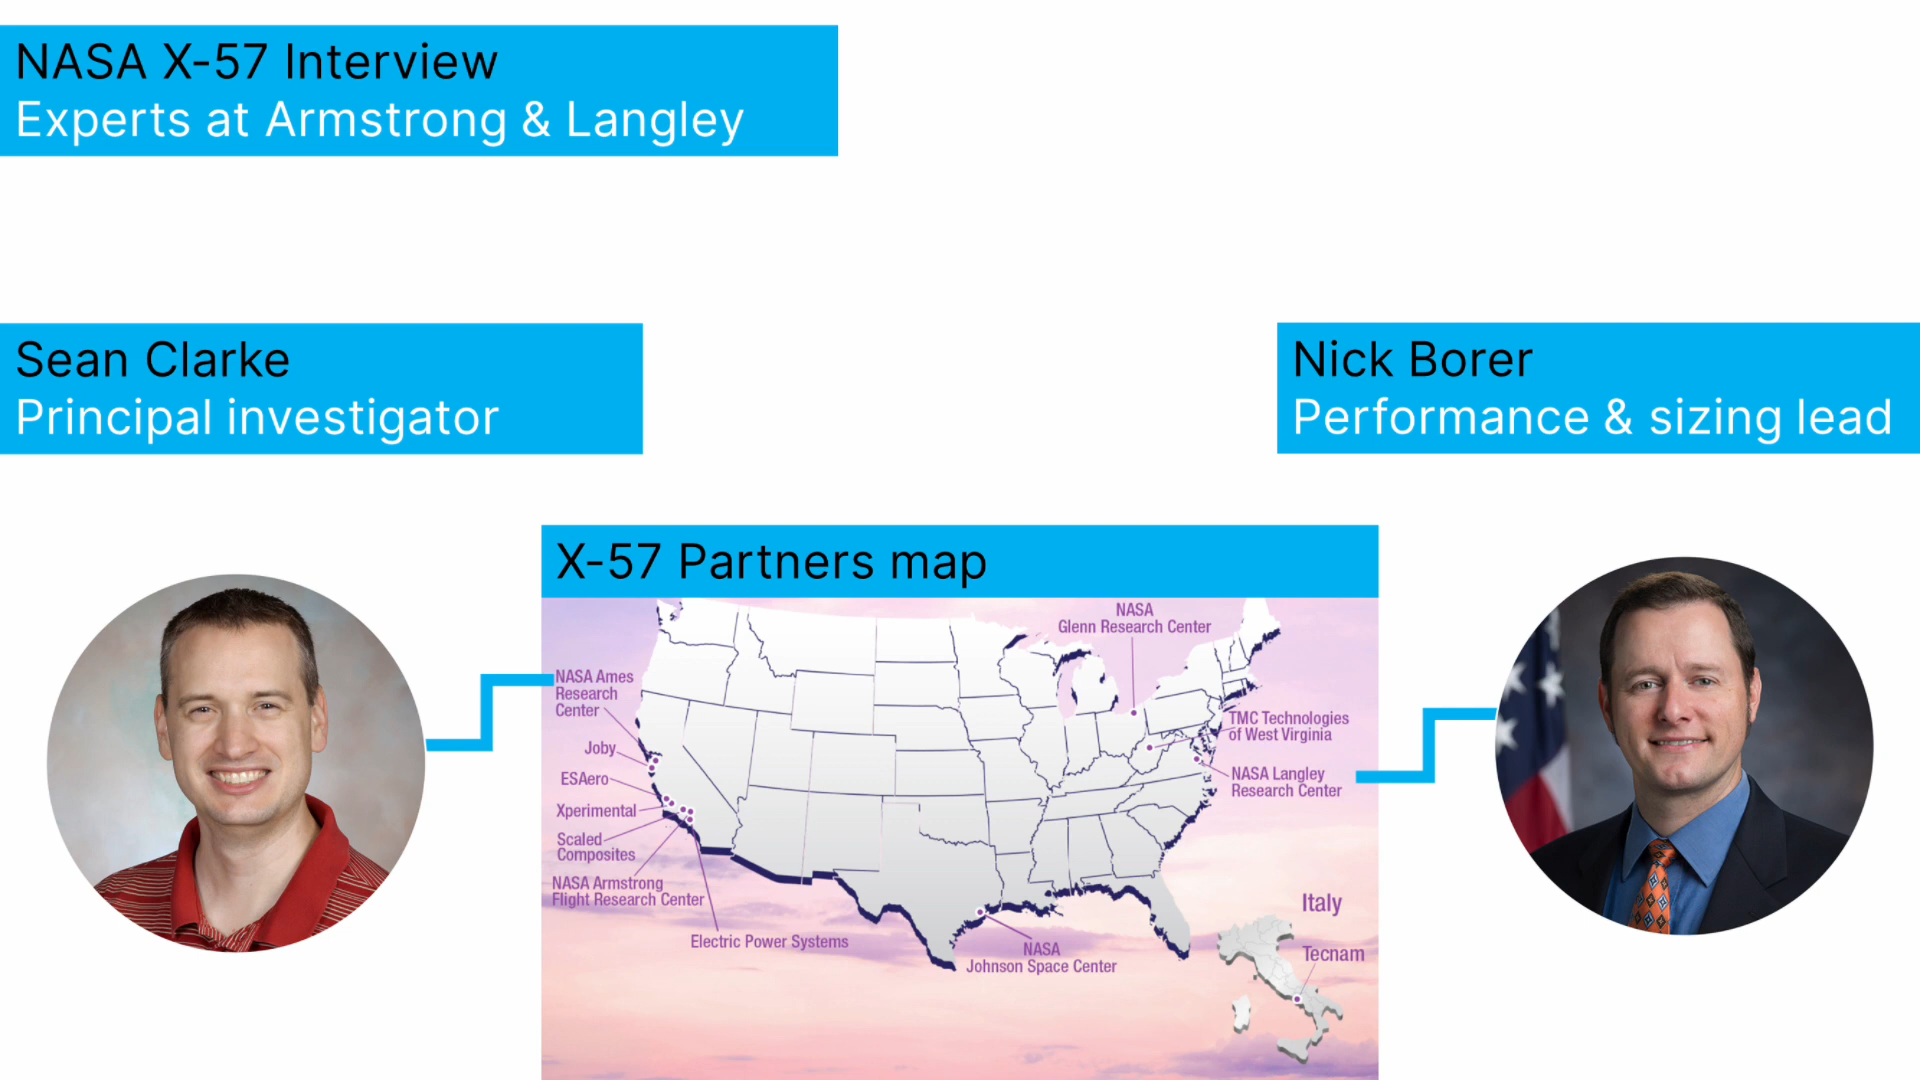 NASA X-57 Interview
Experts at Armstrong & Langley
Sean Clarke
Principal investigator
Nick Borer
Performance & sizing lead
X-57 Partners map
NASA
Glenn Research Center
NASA Ames
Research
Center
TMC Technologies
of West Virginia
Joby
ESAero
NASA Langley
Research Center
Xperimental
Scaled
Composites
NASA Armstrong
Flight Research Center
Electric Power Systems
NASA
Johnson Space Center
Italy
Tecnam